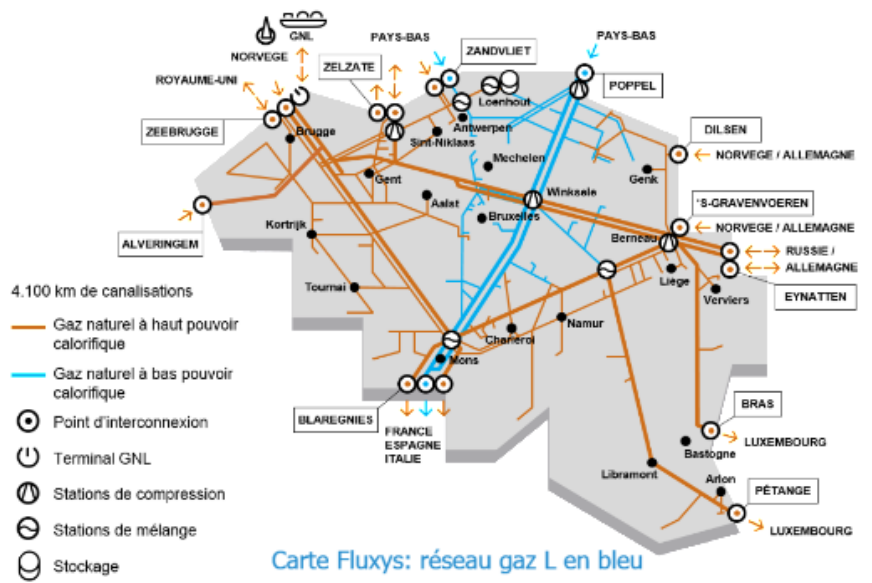 GNL
NORVEGE
PAYS-BAS
ZANDVLIET
PAYS-BAS
ZELZATE
POPPEL
ROYAUME-UNI
Loenhout
ZEEBRUGGE
Brugge
Antwerpen
Sint-Niklaas
DILSEN
NORVEGE / ALLEMAGNE
Mechelen
Gent
Genk
Aalst
Winksele
'S-GRAVENVOEREN
Bruxelles
NORVEGE / ALLEMAGNE
Kortrijk
Berneau
ALVERINGEM
RUSSIE /
ALLEMAGNE
Liège
Tournai
Verviers
EYNATTEN
4.100 km de canalisations
Gaz naturel à haut pouvoir
calorifique
Namur
Charleroi
Mons
Gaz naturel à bas pouvoir
calorifique
BLAREGNIES
BRAS
Point d'interconnexion
FRANCE
ESPAGNE
ITALIE
LUXEMBOURG
Bastogne
Terminal GNL
Libramont
Arlon
PÉTANGE
Stations de compression
Stations de mélange
LUXEMBOURG
Stockage
Carte Fluxys: réseau gaz L en bleu